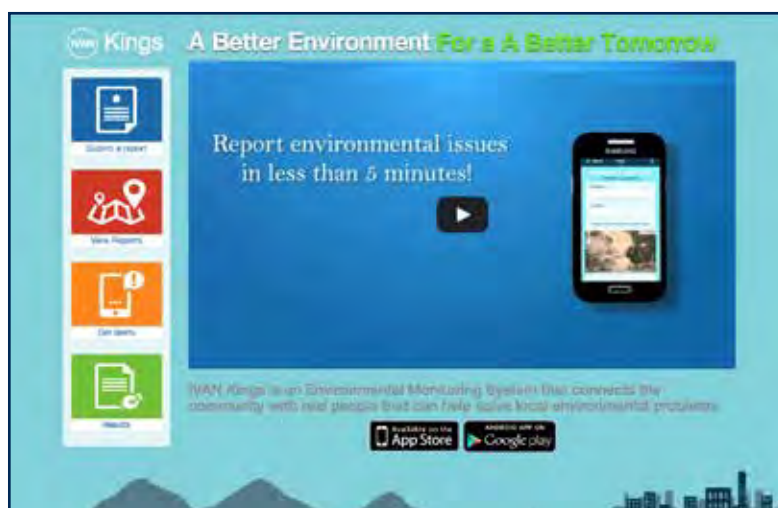 IVAN Kings
A Better Environment For a A Better Tomorrow
Submit a report
View Reports
Get alerts
Results
Report environmental issues
in less than 5 minutes!
SAMSUNG
IVAN Kings is an Environmental Monitoring System that connects the
community with real people that can help solve local environmental problems
Available on the
App Store
ANDROID APP ON
Google play